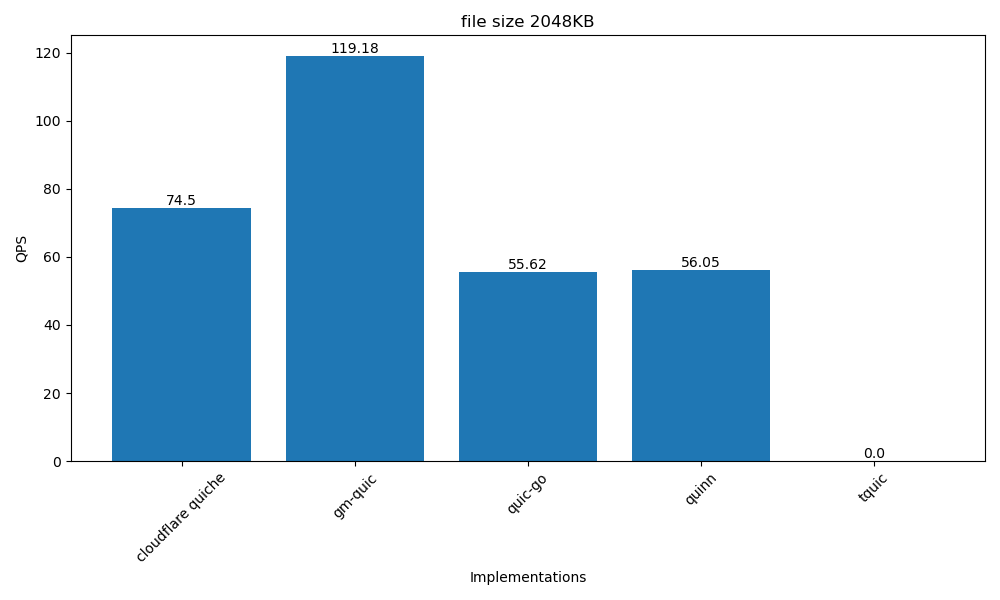 file size 2048KB
QPS
120
100
80
60
40
20
0
74.5
119.18
55.62
56.05
0.0
cloudflare quiche
gm-quic
quic-go
quinn
tquic
Implementations